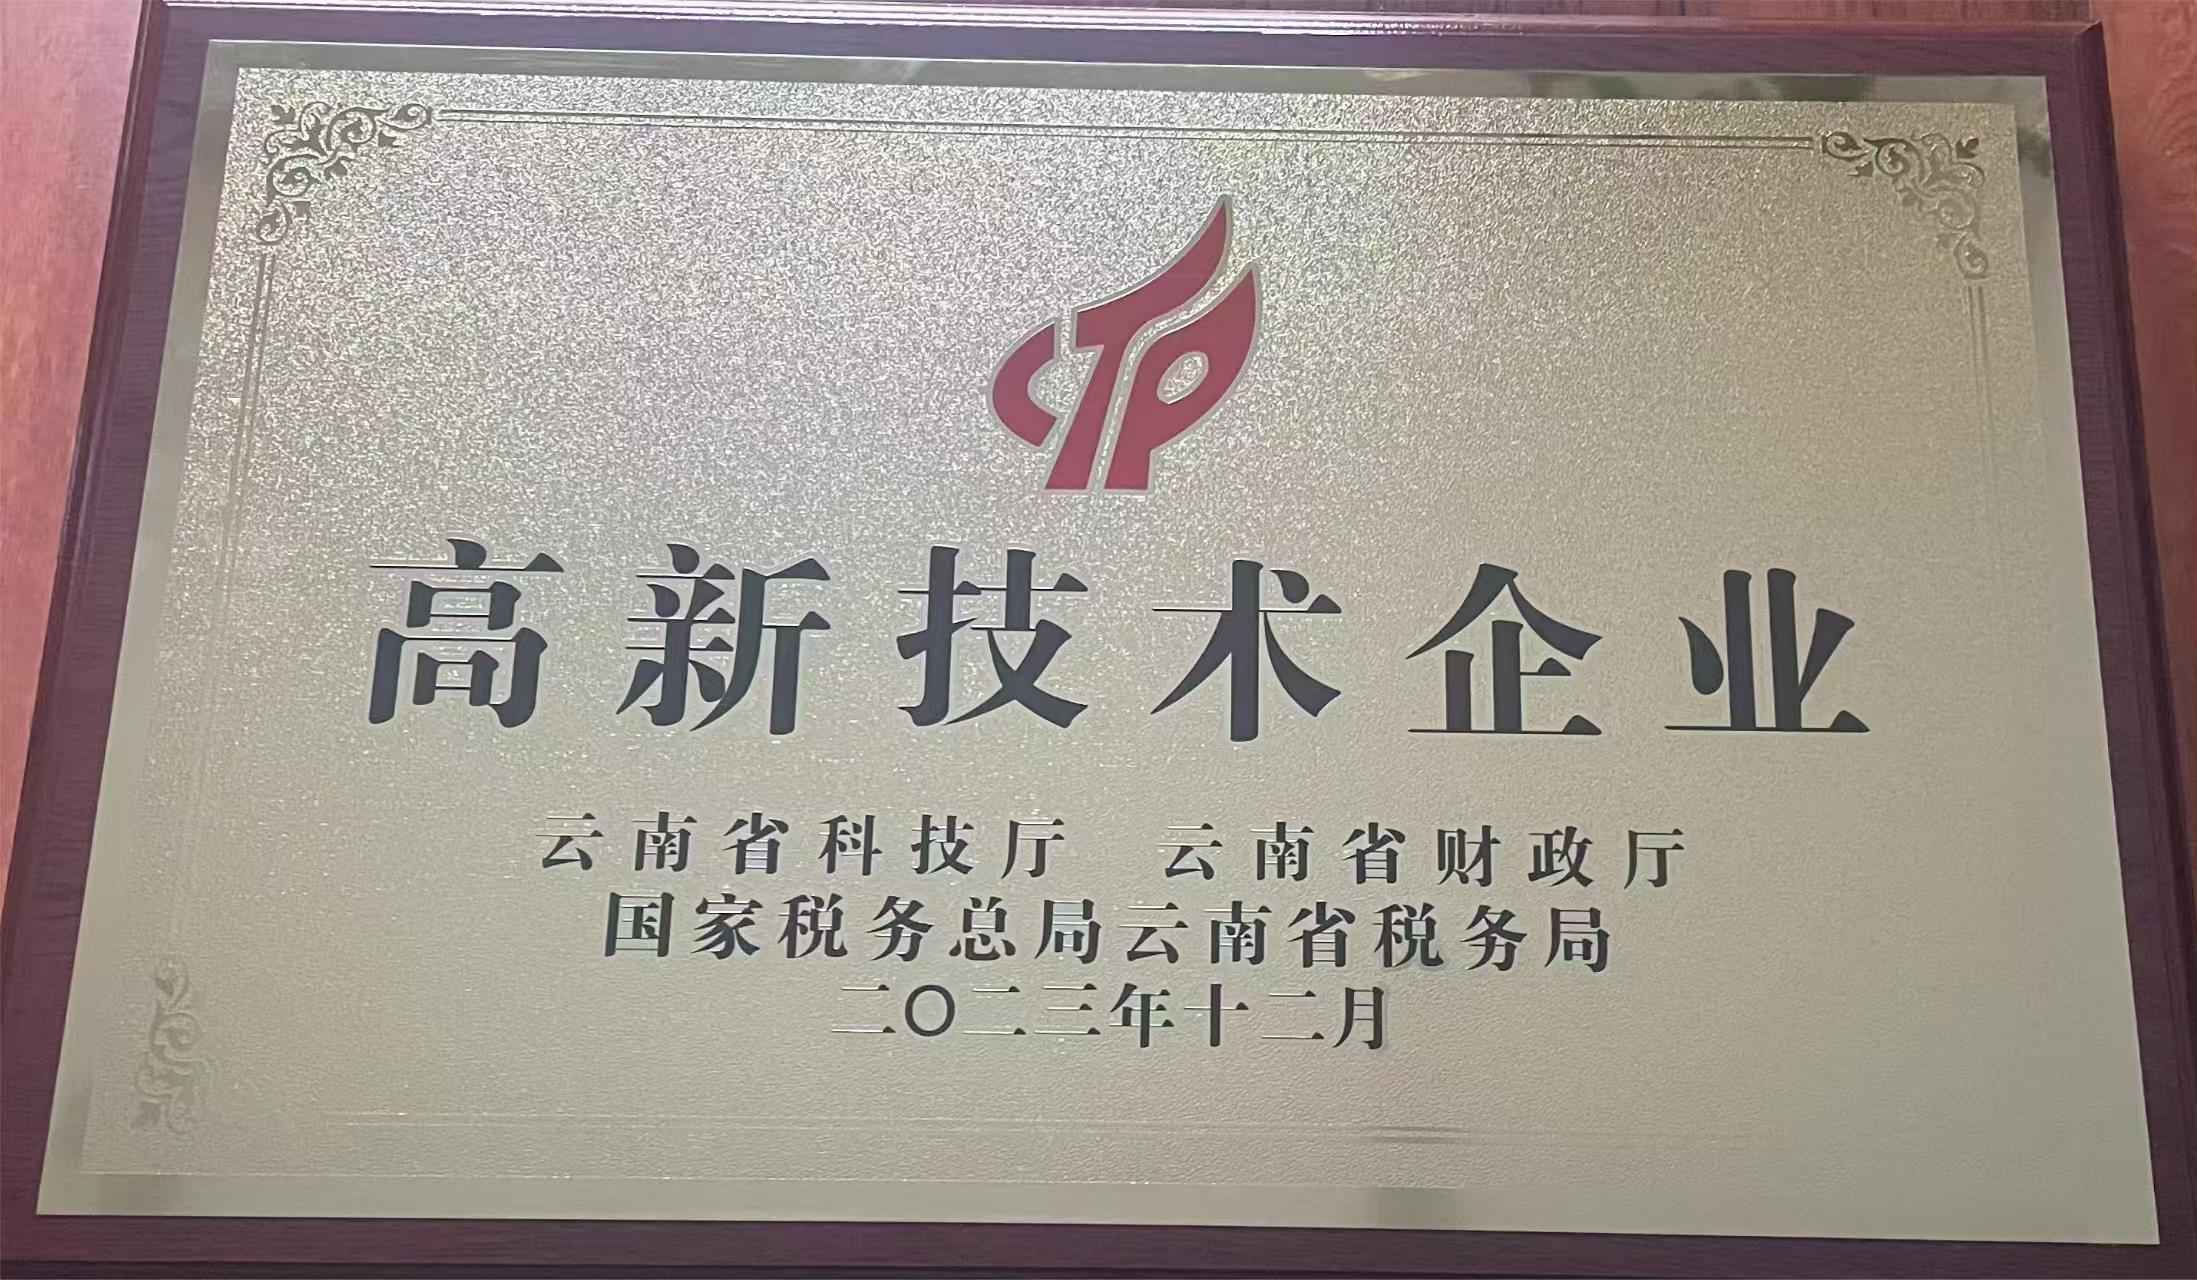 高新技术企业
云南省科技厅 云南省财政厅
国家税务总局云南省税务局
二〇二三年十二月